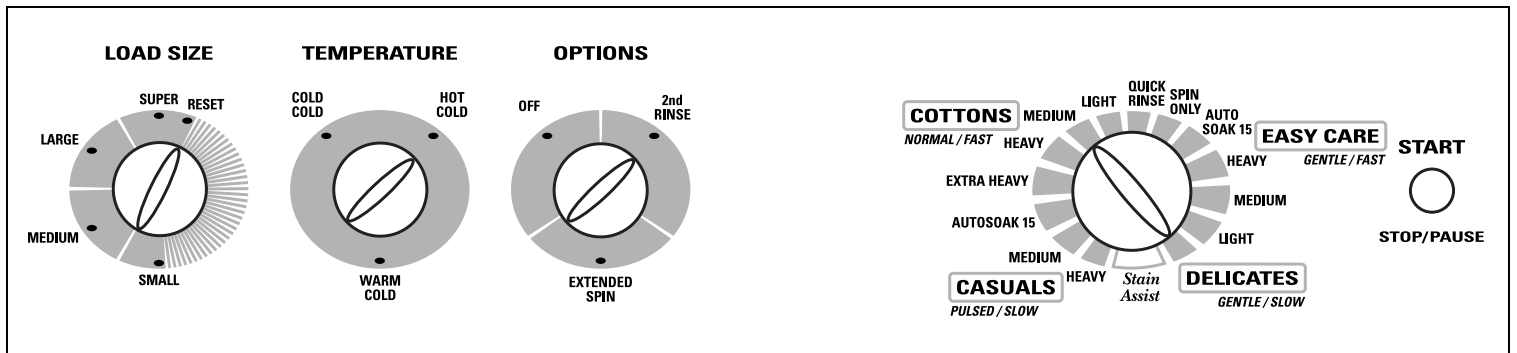 LOAD SIZE
SUPER
RESET
LARGE
MEDIUM
SMALL
TEMPERATURE
COLD
COLD
HOT
COLD
WARM
COLD
OPTIONS
OFF
2nd
RINSE
EXTENDED
SPIN
COTTONS
NORMAL / FAST
MEDIUM
LIGHT
HEAVY
EXTRA HEAVY
AUTOSOAK 15
MEDIUM
HEAVY
CASUALS
PULSED / SLOW
QUICK
RINSE
SPIN
ONLY
AUTO
SOAK 15
EASY CARE
GENTLE / FAST
HEAVY
MEDIUM
LIGHT
DELICATES
GENTLE / SLOW
Stain
Assist
START
STOP/PAUSE